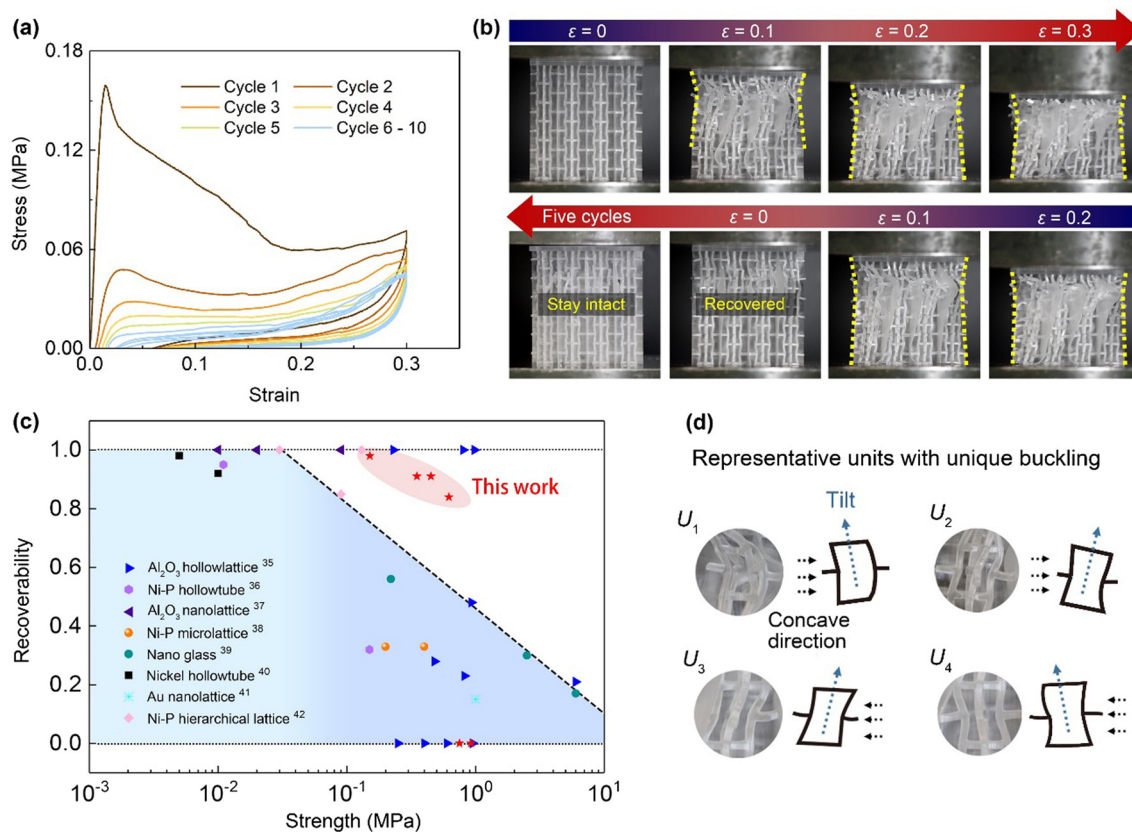 (a)
0.18
0.12
0.06
0.00
0.0
0.1
0.2
0.3
Stress (MPa)
Strain
Cycle 1
Cycle 2
Cycle 3
Cycle 4
Cycle 5
Cycle 6 - 10
(b)
ε = 0
ε = 0.1
ε = 0.2
ε = 0.3
Five cycles
ε = 0
ε = 0.1
ε = 0.2
Stay intact
Recovered
(c)
1.0
0.8
0.6
0.4
0.2
0.0
10⁻³
10⁻²
10⁻¹
10⁰
10¹
Recoverability
Strength (MPa)
This work
Al₂O₃ hollowlattice ³⁵
Ni-P hollowtube ³⁶
Al₂O₃ nanolattice ³⁷
Ni-P microlattice ³⁸
Nano glass ³⁹
Nickel hollowtube ⁴⁰
Au nanolattice ⁴¹
Ni-P hierarchical lattice ⁴²
(d)
Representative units with unique buckling
U₁
Tilt
U₂
Concave
direction
U₃
U₄